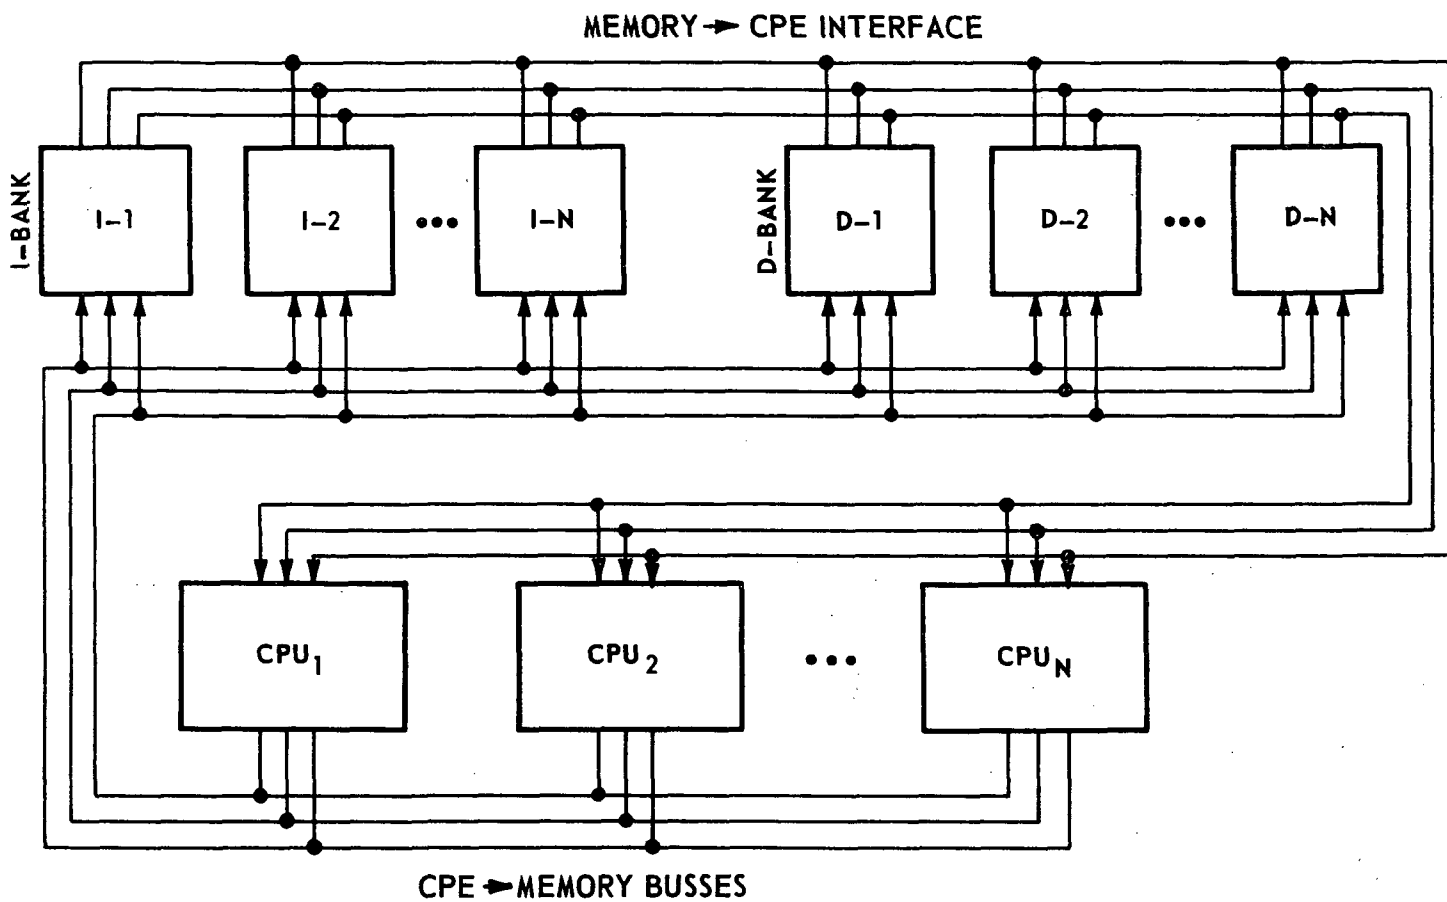 MEMORY → CPE INTERFACE
I-BANK
I-1
I-2
•••
I-N
D-BANK
D-1
D-2
•••
D-N
CPU1
CPU2
•••
CPUN
CPE → MEMORY BUSSES